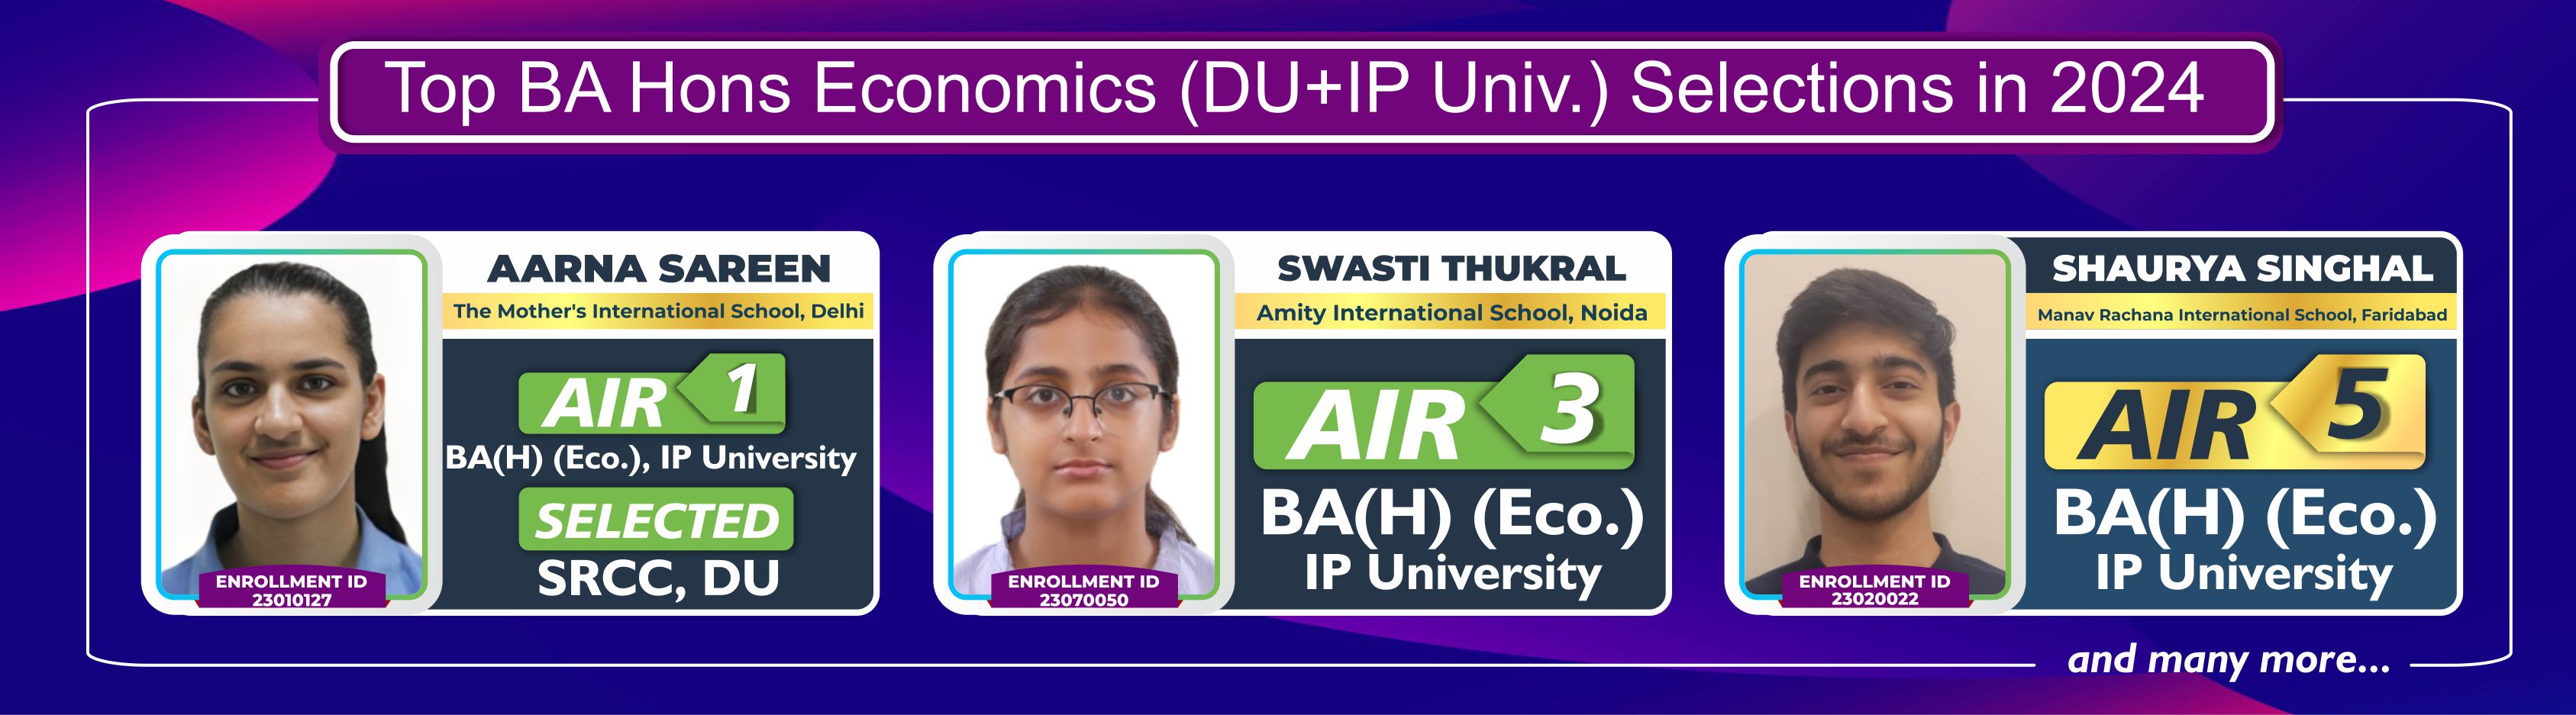 Top BA Hons Economics (DU+IP Univ.) Selections in 2024
AARNA SAREEN
The Mother's International School, Delhi
AIR 1
BA(H) (Eco.), IP University
SELECTED
SRCC, DU
ENROLLMENT ID
23010127
SWASTI THUKRAL
Amity International School, Noida
AIR 3
BA(H) (Eco.)
IP University
ENROLLMENT ID
23070050
SHAURYA SINGHAL
Manav Rachana International School, Faridabad
AIR 5
BA(H) (Eco.)
IP University
ENROLLMENT ID
23020022
and many more...